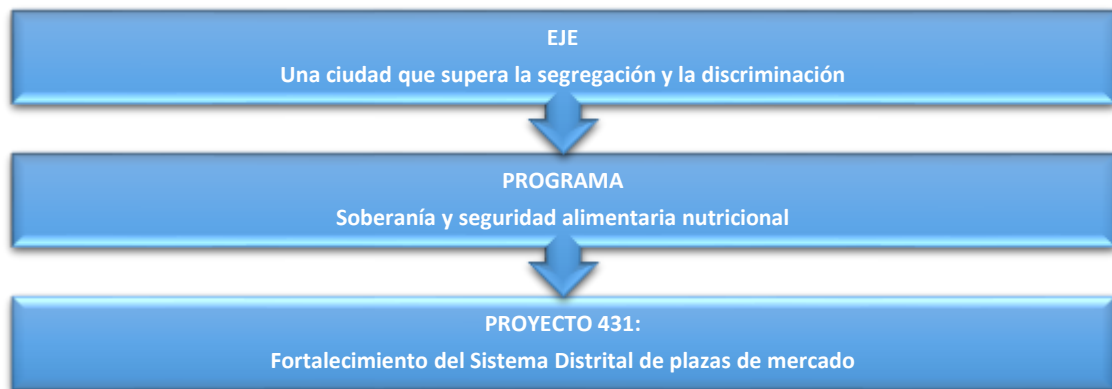 EJE
Una ciudad que supera la segregación y la discriminación
PROGRAMA
Soberanía y seguridad alimentaria nutricional
PROYECTO 431:
Fortalecimiento del Sistema Distrital de plazas de mercado